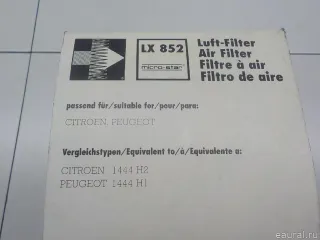 LX 852
micro-star
Luft-Filter
Air Filter
Filtre à air
Filtro de aire
passend für/suitable for/pour/para:
CITROEN, PEUGEOT
Vergleichstypen/Equivalent to/à/Equivalente a:
CITROEN 1444 H2
PEUGEOT 1444 H1
eaural.ru